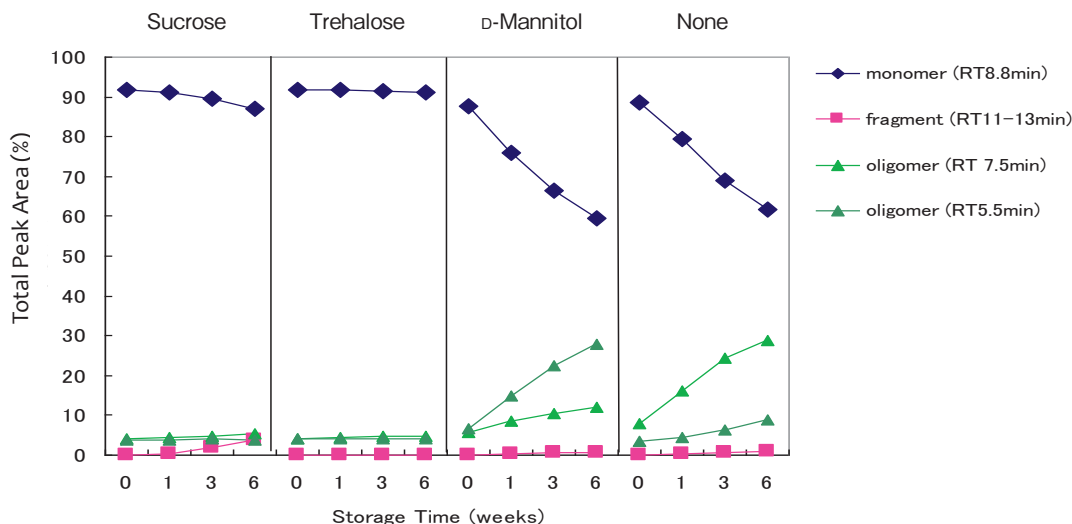 Sucrose Trehalose D-Mannitol None
100
90
80
70
60
50
40
30
20
10
0
Total Peak Area (%)
monomer (RT8.8min)
fragment (RT11-13min)
oligomer (RT 7.5min)
oligomer (RT5.5min)
0 1 3 6 0 1 3 6 0 1 3 6 0 1 3 6
Storage Time (weeks)